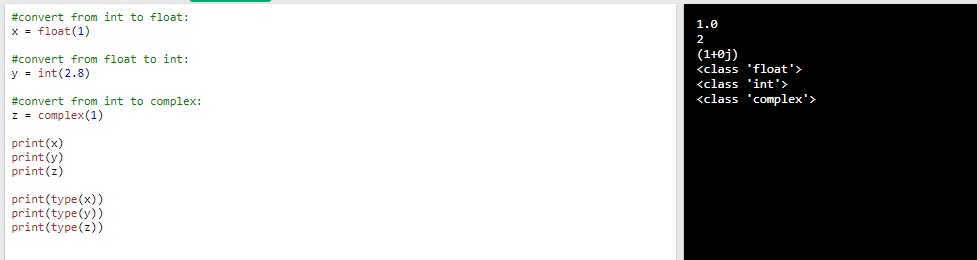 #convert from int to float:
x = float(1)
#convert from float to int:
y = int(2.8)
#convert from int to complex:
z = complex(1)
print(x)
print(y)
print(z)
print(type(x))
print(type(y))
print(type(z))
1.0
2
(1+0j)
<class 'float'>
<class 'int'>
<class 'complex'>